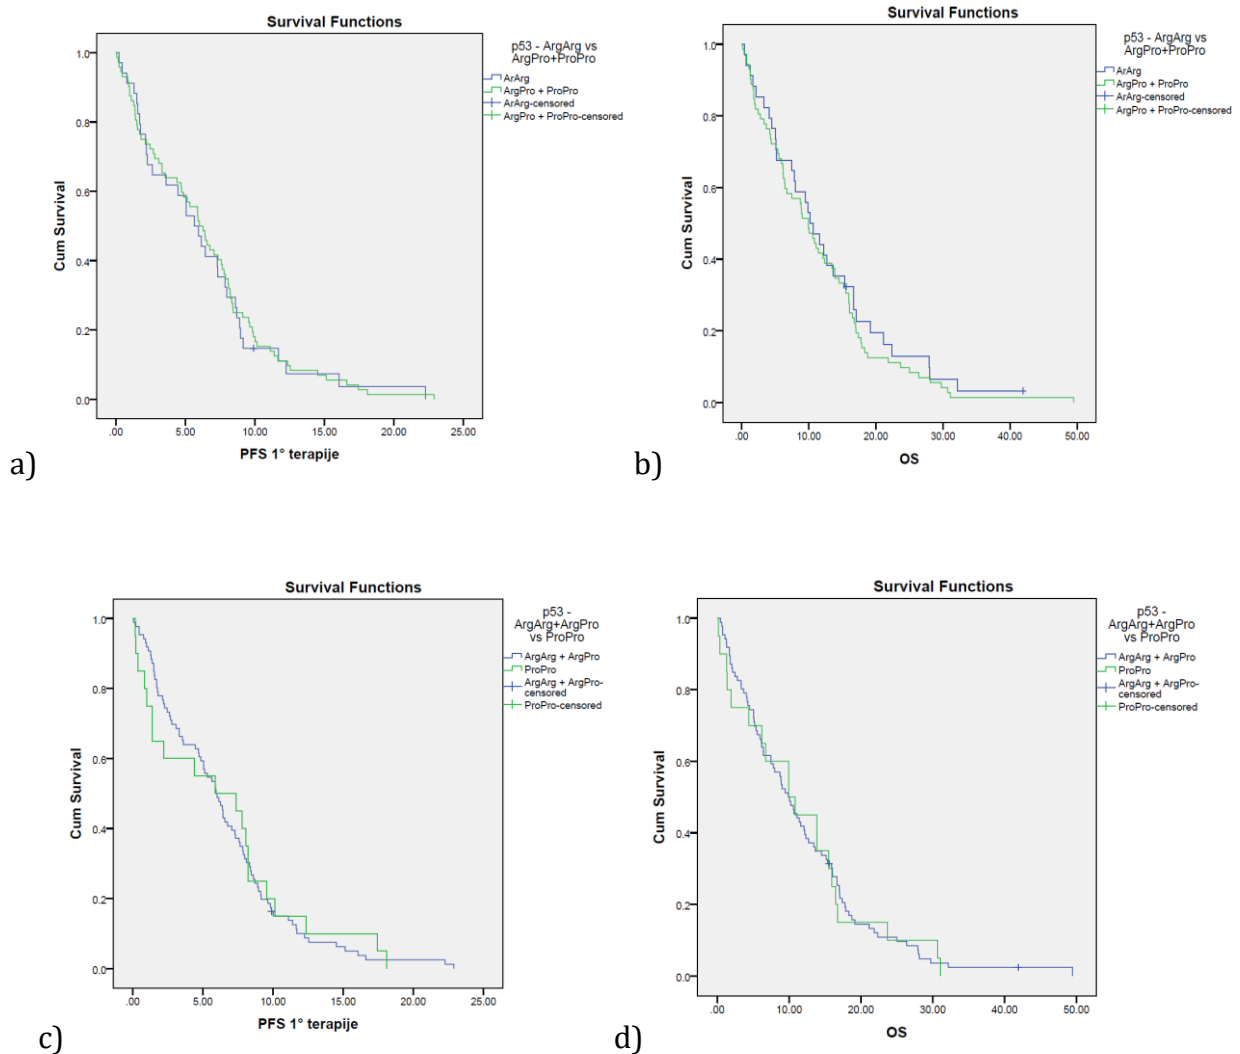 Survival Functions
p53 - ArgArg vs
ArgPro+ProPro
ArArg
ArgPro + ProPro
ArArg-censored
ArgPro + ProPro-censored
Cum Survival
1.0
0.8
0.6
0.4
0.2
0.0
.00 5.00 10.00 15.00 20.00 25.00
PFS 1° terapije
a)
Survival Functions
p53 - ArgArg vs
ArgPro+ProPro
ArArg
ArgPro + ProPro
ArArg-censored
ArgPro + ProPro-censored
Cum Survival
1.0
0.8
0.6
0.4
0.2
0.0
.00 10.00 20.00 30.00 40.00 50.00
OS
b)
Survival Functions
p53 -
ArgArg+ArgPro
vs ProPro
ArgArg + ArgPro
ProPro
ArgArg + ArgPro-
censored
ProPro-censored
Cum Survival
1.0
0.8
0.6
0.4
0.2
0.0
.00 5.00 10.00 15.00 20.00 25.00
PFS 1° terapije
c)
Survival Functions
p53 -
ArgArg+ArgPro
vs ProPro
ArgArg + ArgPro
ProPro
ArgArg + ArgPro-
censored
ProPro-censored
Cum Survival
1.0
0.8
0.6
0.4
0.2
0.0
.00 10.00 20.00 30.00 40.00 50.00
OS
d)